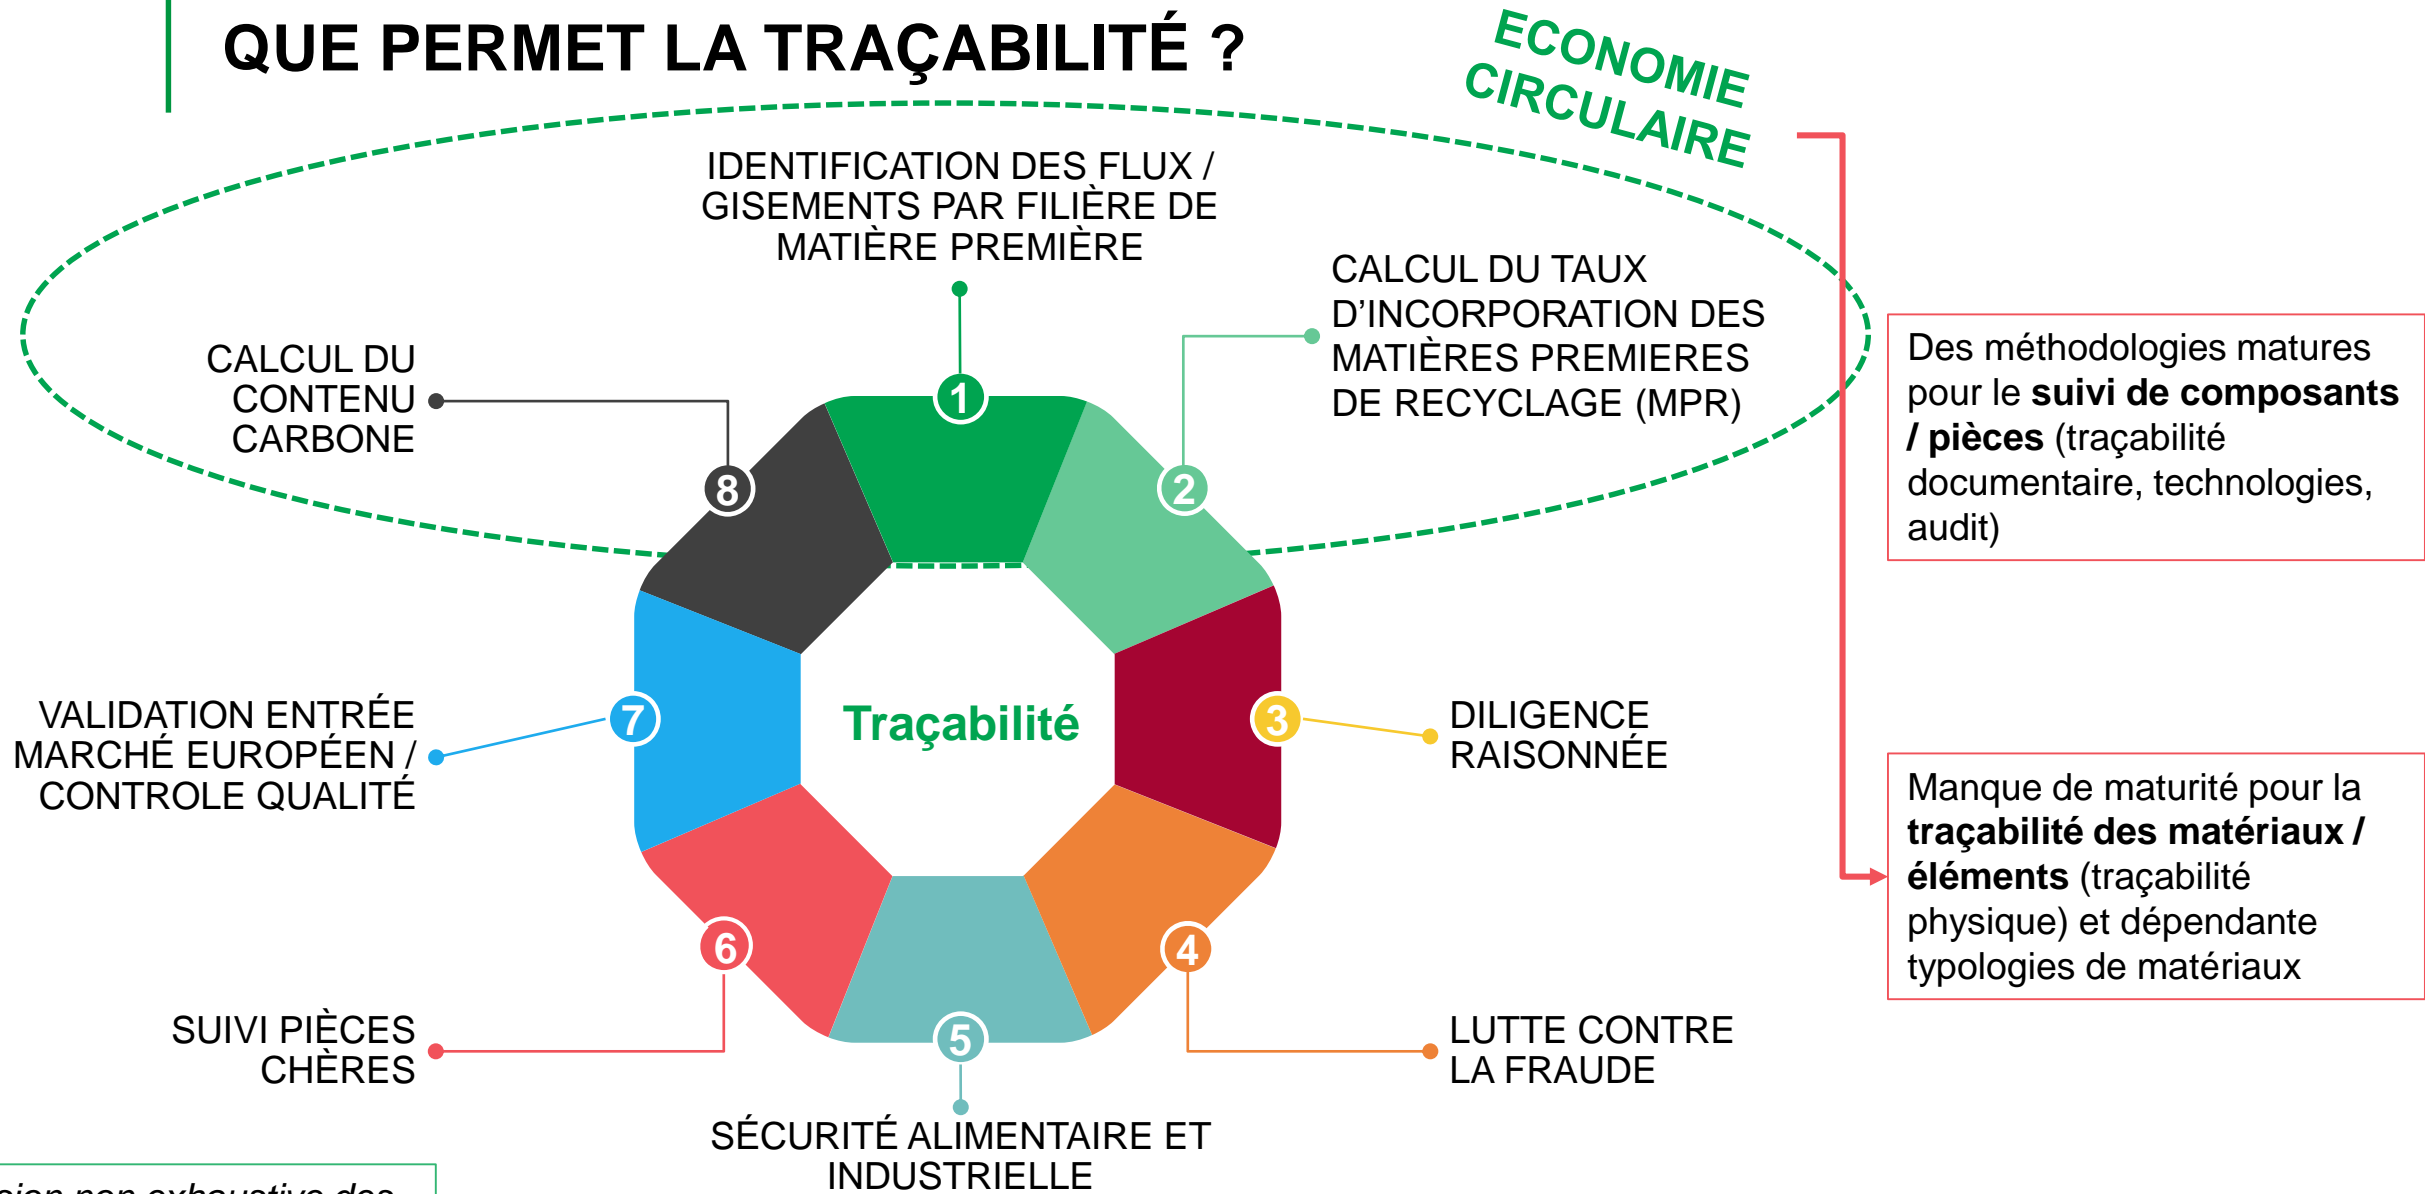 QUE PERMET LA TRAÇABILITÉ ?
ECONOMIE
CIRCULAIRE
IDENTIFICATION DES FLUX /
GISEMENTS PAR FILIÈRE DE
MATIÈRE PREMIÈRE
CALCUL DU TAUX
D’INCORPORATION DES
MATIÈRES PREMIERES
DE RECYCLAGE (MPR)
CALCUL DU
CONTENU
CARBONE
1
2
8
Des méthodologies matures
pour le suivi de composants
/ pièces (traçabilité
documentaire, technologies,
audit)
VALIDATION ENTRÉE
MARCHÉ EUROPÉEN /
CONTROLE QUALITÉ
7
Traçabilité
3
DILIGENCE
RAISONNÉE
Manque de maturité pour la
traçabilité des matériaux /
éléments (traçabilité
physique) et dépendante
typologies de matériaux
6
4
5
SUIVI PIÈCES
CHÈRES
LUTTE CONTRE
LA FRAUDE
SÉCURITÉ ALIMENTAIRE ET
INDUSTRIELLE
non exhaustive des